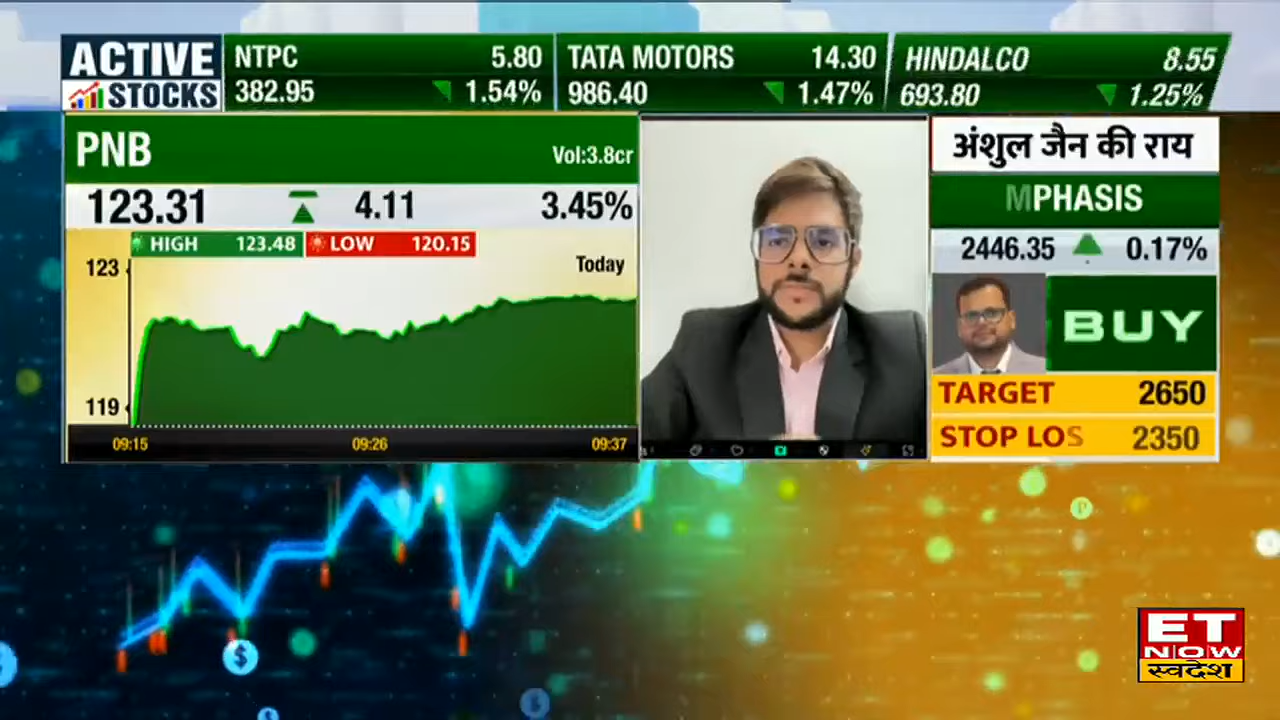 ACTIVE
STOCKS
NTPC 5.80
382.95 1.54%
TATA MOTORS 14.30
986.40 1.47%
HINDALCO 8.55
693.80 1.25%
PNB
Vol:3.8cr
123.31 4.11 3.45%
HIGH 123.48 LOW 120.15
Today
123
119
09:15 09:26 09:37
अंशुल जैन की राय
MPHASIS
2446.35 0.17%
BUY
TARGET 2650
STOP LOS 2350
$
$
ET
NOW
स्वदेश